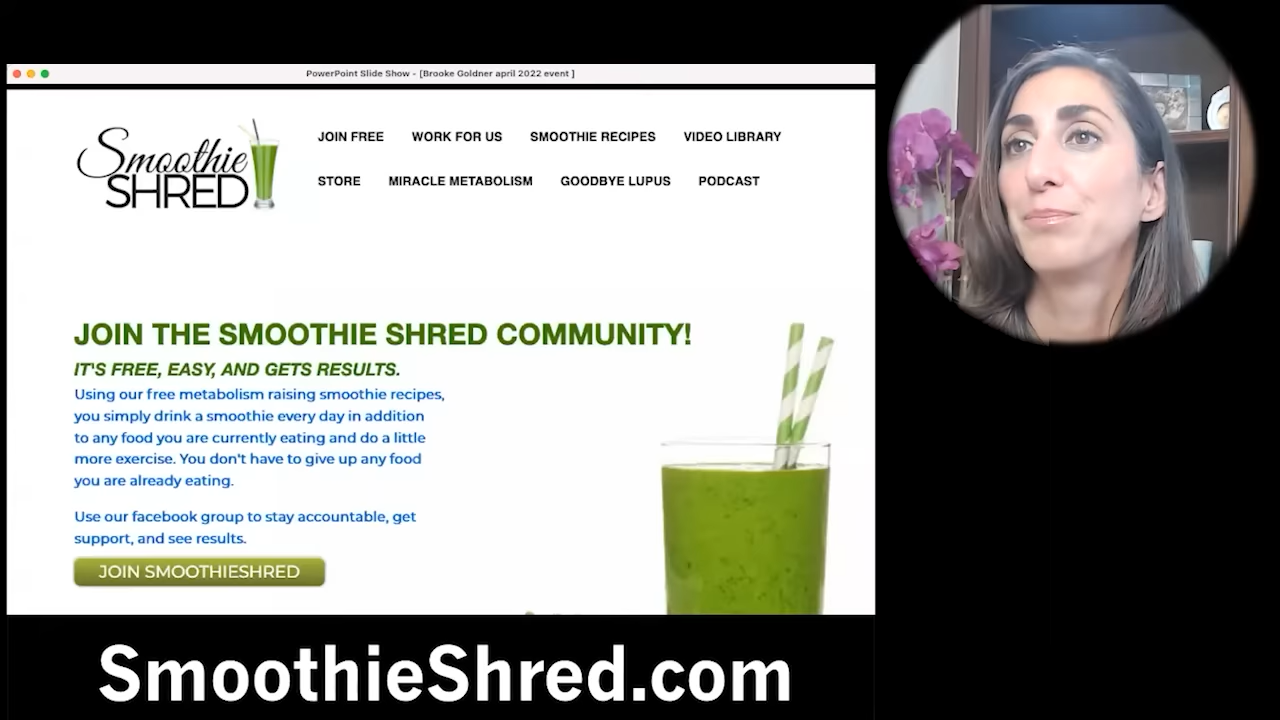 PowerPoint Slide Show - [Brooke Goldner april 2022 event ]
Smoothie
SHRED
JOIN FREE WORK FOR US SMOOTHIE RECIPES VIDEO LIBRARY
STORE MIRACLE METABOLISM GOODBYE LUPUS PODCAST
JOIN THE SMOOTHIE SHRED COMMUNITY!
IT'S FREE, EASY, AND GETS RESULTS.
Using our free metabolism raising smoothie recipes,
you simply drink a smoothie every day in addition
to any food you are currently eating and do a little
more exercise. You don't have to give up any food
you are already eating.
Use our facebook group to stay accountable, get
support, and see results.
JOIN SMOOTHIESHRED
SmoothieShred.com